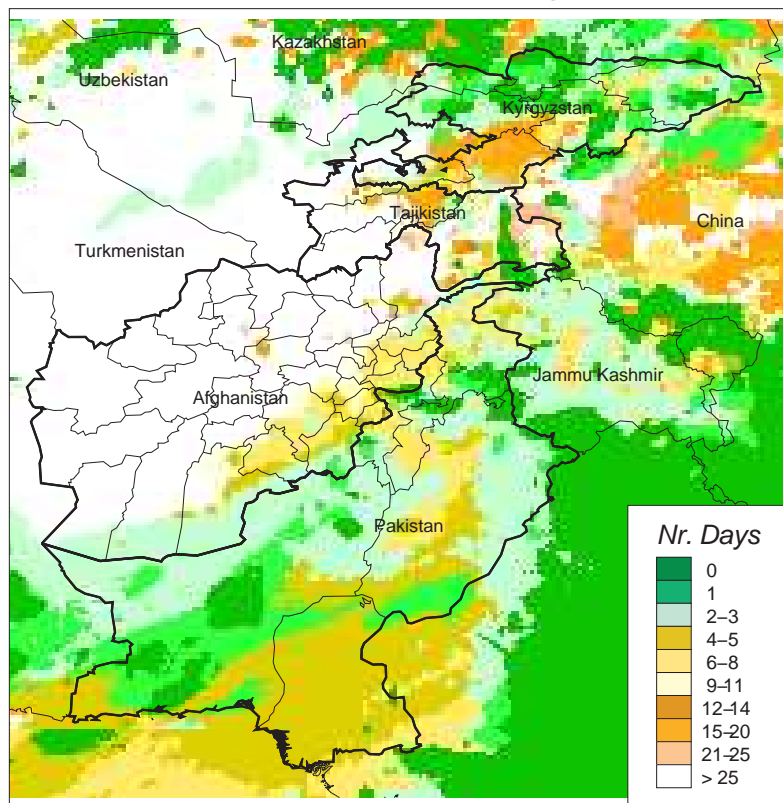 Kazakhstan
Uzbekistan
Kyrgyzstan
Tajikistan
China
Turkmenistan
Jammu Kashmir
Afghanistan
Pakistan
Nr. Days
0
1
2–3
4–5
6–8
9–11
12–14
15–20
21–25
> 25